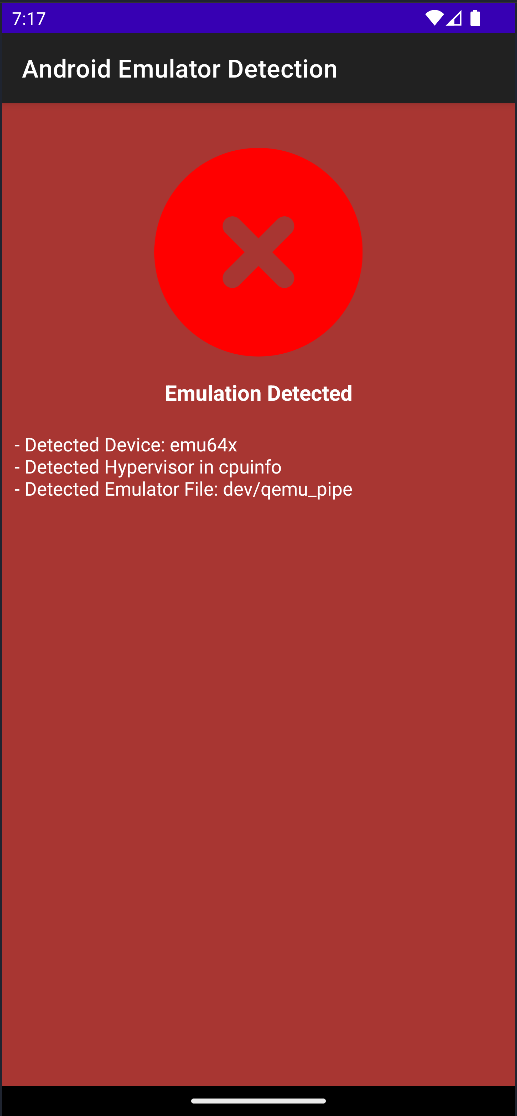 7:17
Android Emulator Detection
Emulation Detected
- Detected Device: emu64x
- Detected Hypervisor in cpuinfo
- Detected Emulator File: dev/qemu_pipe